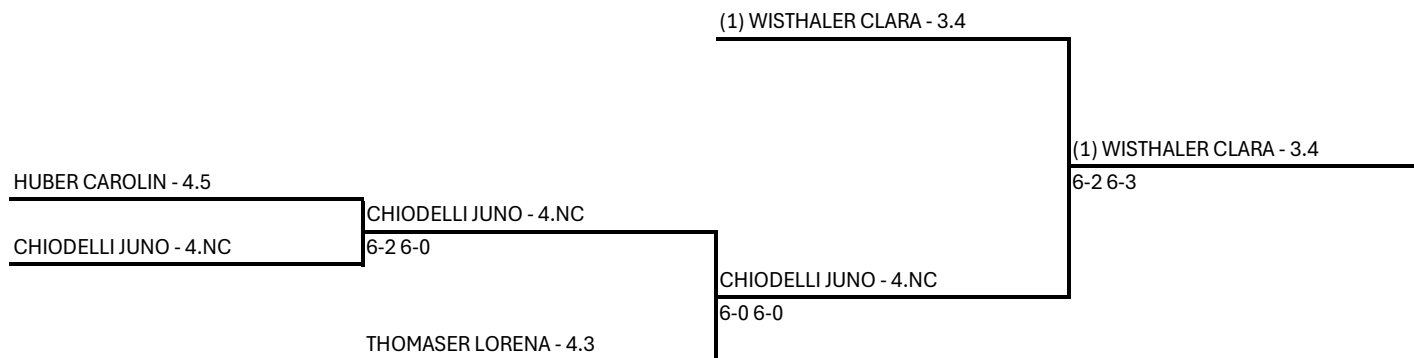 (1) WISTHALER CLARA - 3.4
(1) WISTHALER CLARA - 3.4
HUBER CAROLIN - 4.5
6-2 6-3
CHIODELLI JUNO - 4.NC
CHIODELLI JUNO - 4.NC
6-2 6-0
CHIODELLI JUNO - 4.NC
6-0 6-0
THOMASER LORENA - 4.3